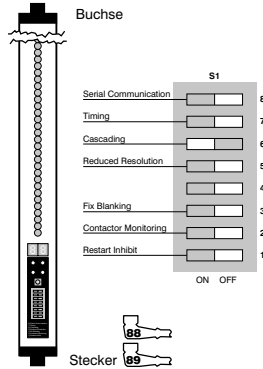 Buchse
S1
Serial Communication 8
Timing 7
Cascading 6
Reduced Resolution 5
4
Fix Blanking 3
Contactor Monitoring 2
Restart Inhibit 1
ON OFF
88
Stecker 89